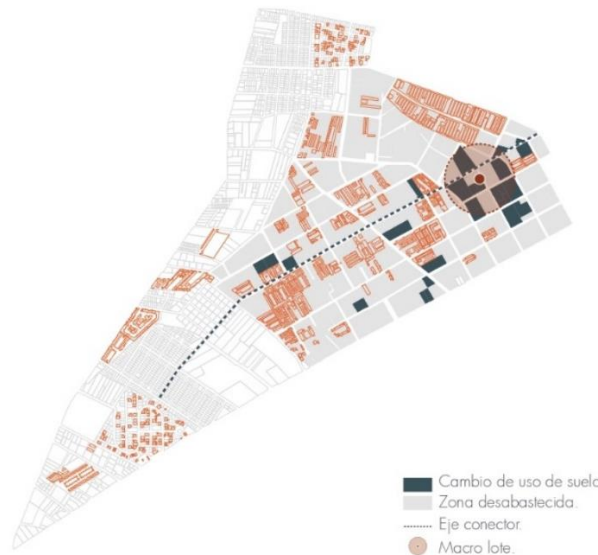 Cambio de uso de suelo
Zona desabastecida.
Eje conector.
Macro lote.